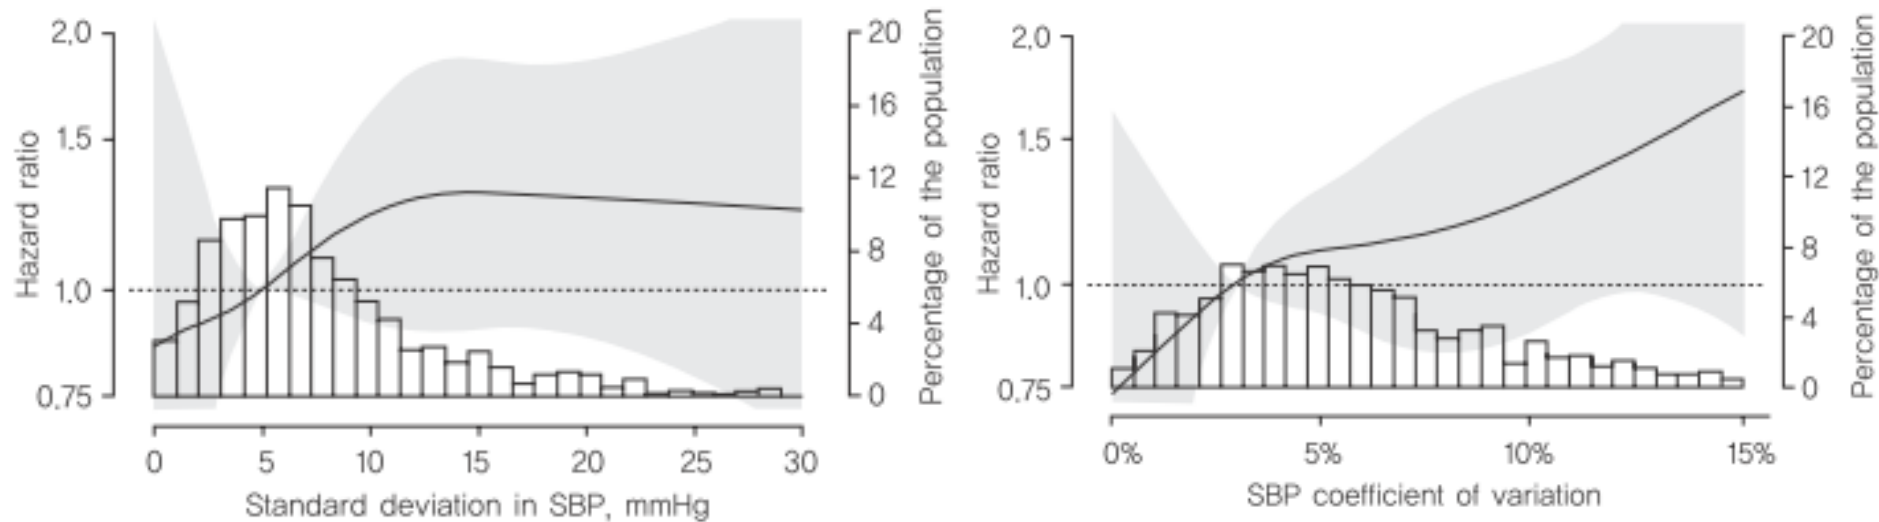 2.0
1.5
1.0
0.75
Hazard ratio
20
16
12
8
4
0
Percentage of the population
0 5 10 15 20 25 30
Standard deviation in SBP, mmHg
2.0
1.5
1.0
0.75
Hazard ratio
20
16
12
8
4
0
Percentage of the population
0% 5% 10% 15%
SBP coefficient of variation